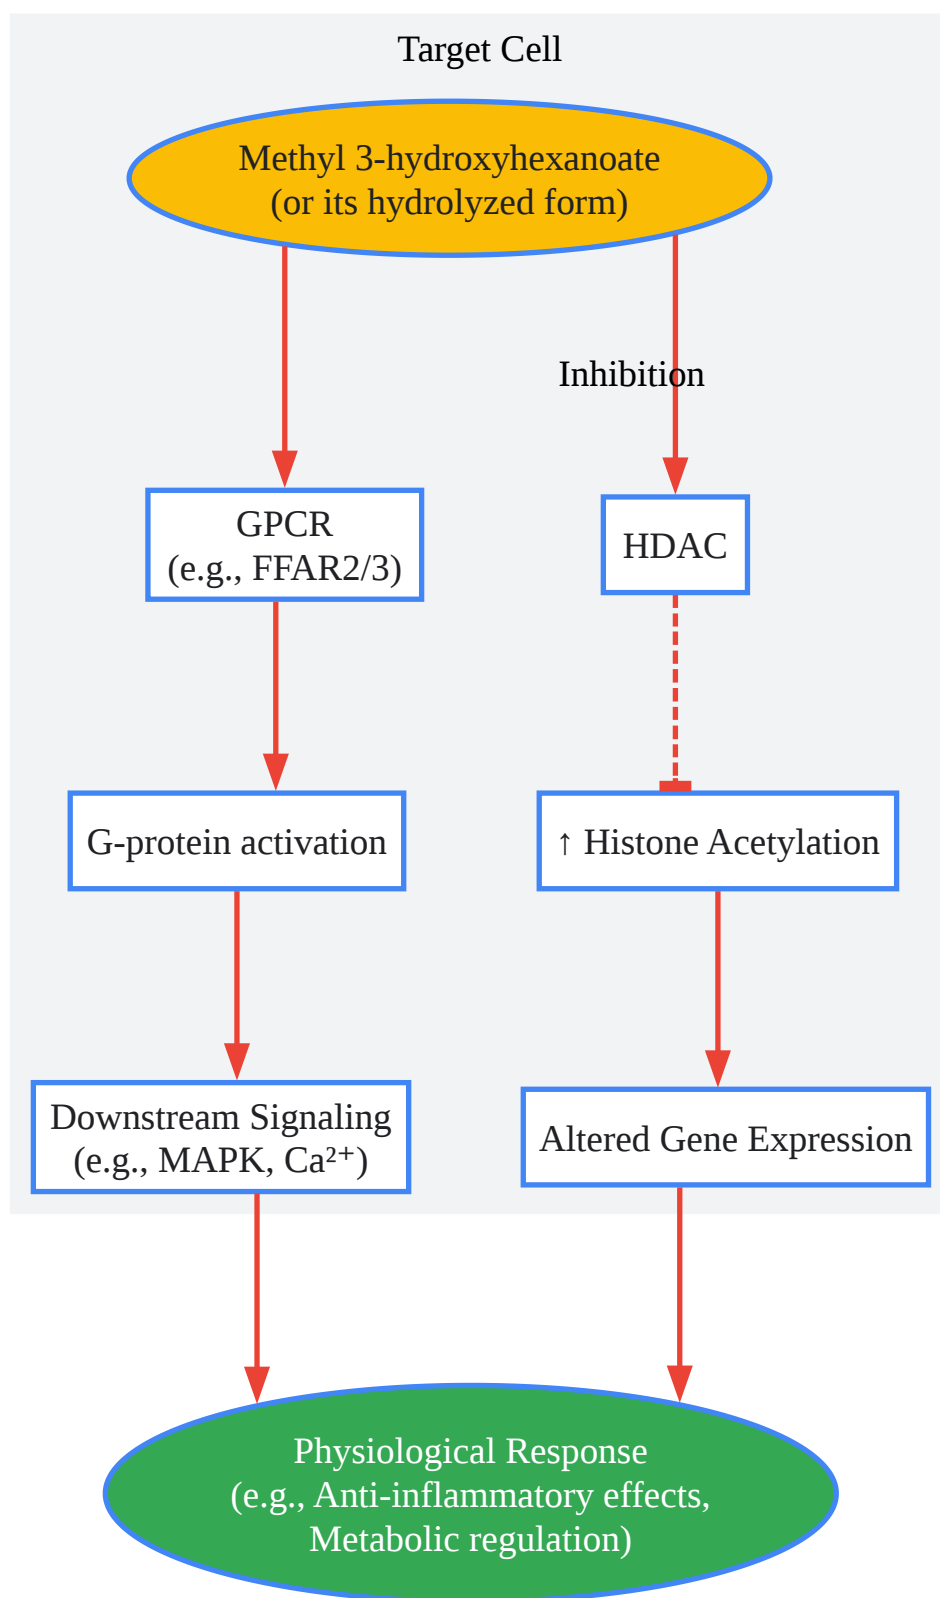 Target Cell
Methyl 3-hydroxyhexanoate
(or its hydrolyzed form)
Inhibition
GPCR
(e.g., FFAR2/3)
HDAC
G-protein activation
↑ Histone Acetylation
Downstream Signaling
(e.g., MAPK, Ca²⁺)
Altered Gene Expression
Physiological Response
(e.g., Anti-inflammatory effects,
Metabolic regulation)